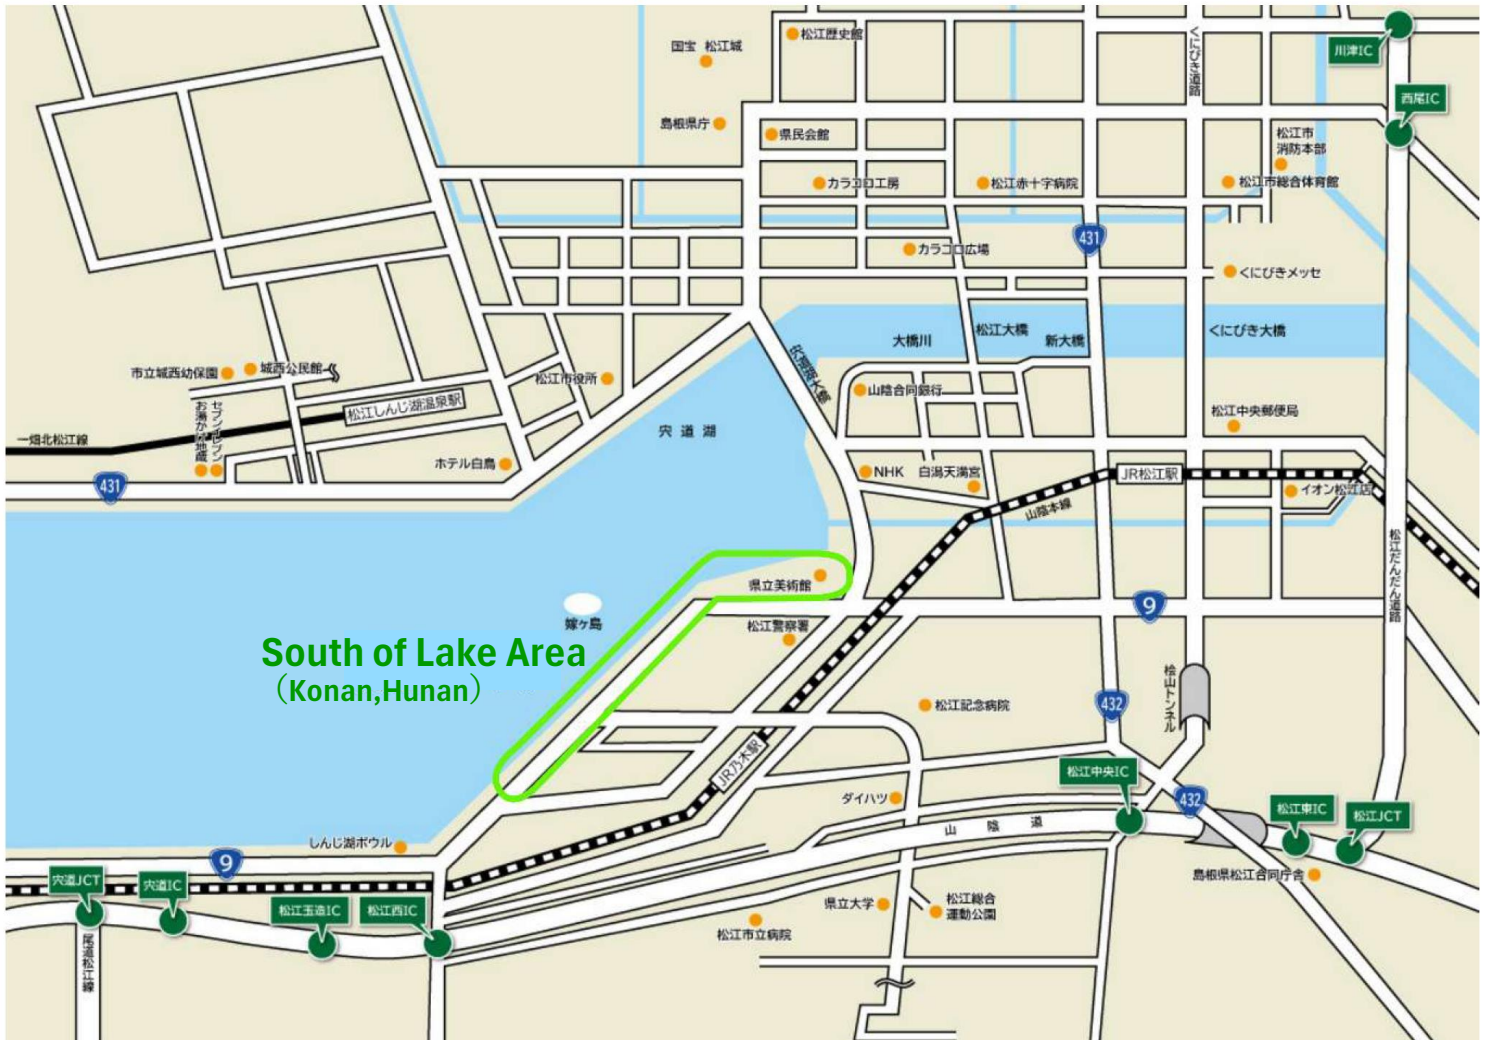 松江歴史館
国宝 松江城
くにびき道路
川津IC
西尾IC
島根県庁
県民会館
松江市
消防本部
カラコロ工房
松江赤十字病院
松江市総合体育館
431
カラコロ広場
くにびきメッセ
大橋川
松江大橋
新大橋
くにびき大橋
宍道湖大橋
市立城西幼保園
城西公民館
松江市役所
山陰合同銀行
松江しんじ湖温泉駅
お湯かけ地蔵
セブンイレブン
松江中央郵便局
一畑北松江線
宍道湖
ホテル白鳥
NHK
白潟天満宮
JR松江駅
431
イオン松江店
山陰本線
松江だんだん道路
県立美術館
嫁ヶ島
9
松江警察署
South of Lake Area
（Konan,Hunan）
桧山トンネル
432
松江記念病院
JR乃木駅
松江中央IC
ダイハツ
432
松江東IC
松江JCT
山陰道
しんじ湖ボウル
9
宍道JCT
宍道IC
松江玉造IC
松江西IC
島根県松江合同庁舎
県立大学
松江総合
運動公園
松江市立病院
尾道松江線